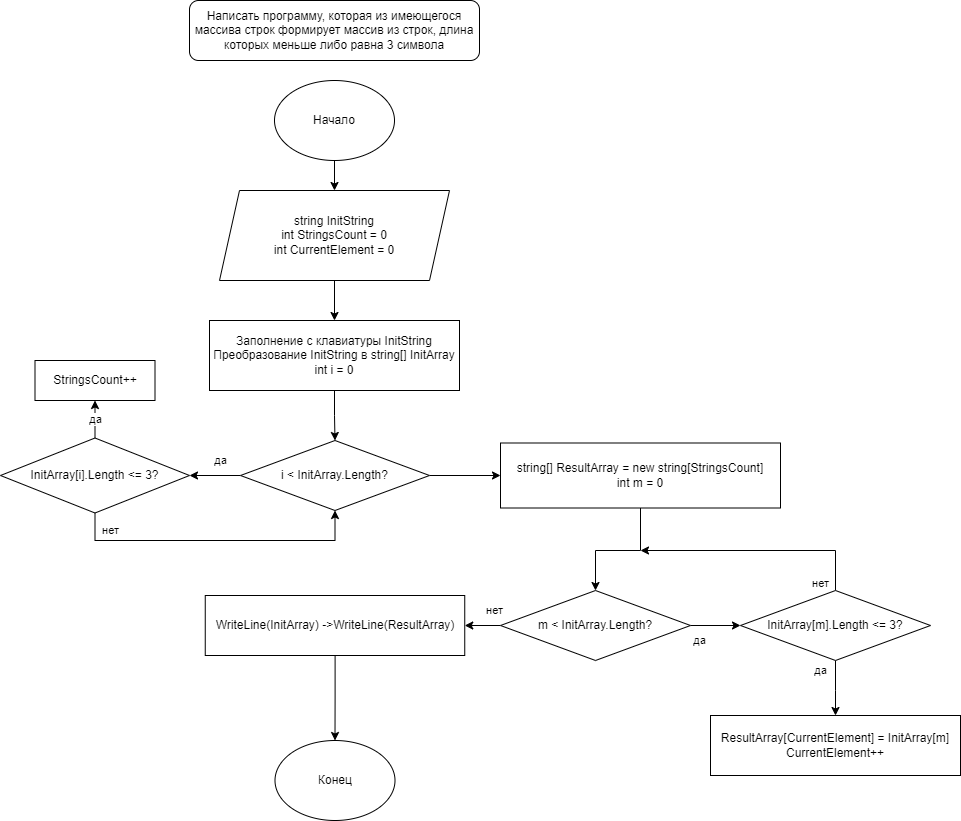 Написать программу, которая из имеющегося
массива строк формирует массив из строк, длина
которых меньше либо равна 3 символа
Начало
string InitString
int StringsCount = 0
int CurrentElement = 0
Заполнение с клавиатуры InitString
Преобразование InitString в string[] InitArray
int i = 0
StringsCount++
да
InitArray[i].Length <= 3?
да
i < InitArray.Length?
нет
string[] ResultArray = new string[StringsCount]
int m = 0
WriteLine(InitArray) ->WriteLine(ResultArray)
нет
m < InitArray.Length?
да
нет
InitArray[m].Length <= 3?
да
ResultArray[CurrentElement] = InitArray[m]
CurrentElement++
Конец